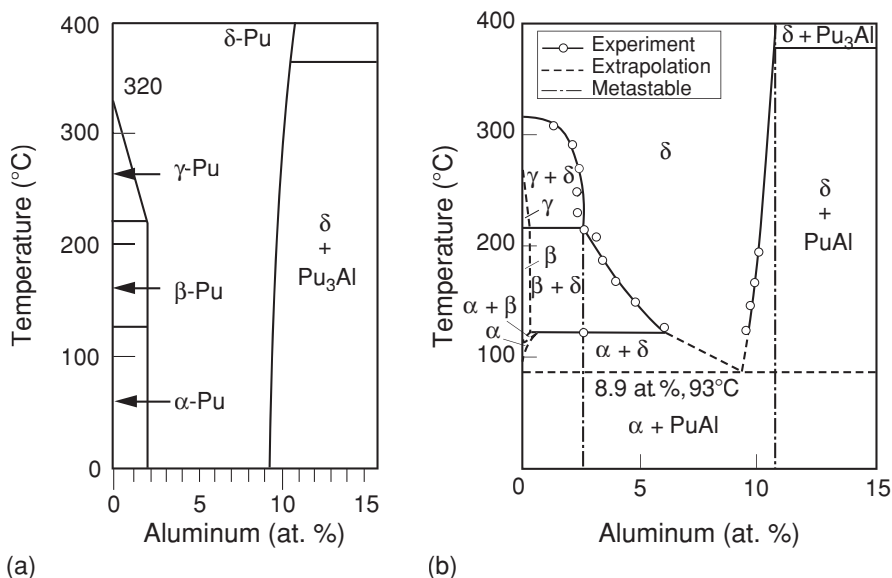 400
300
200
100
0
Temperature (°C)
δ-Pu
320
γ-Pu
β-Pu
α-Pu
δ
+
Pu₃Al
0
5
10
15
Aluminum (at. %)
(a)
400
300
200
100
Temperature (°C)
Experiment
Extrapolation
Metastable
δ + Pu₃Al
δ
γ + δ
γ
β
β + δ
α + β
α
α + δ
δ
+
PuAl
8.9 at.%, 93°C
α + PuAl
0
5
10
15
Aluminum (at. %)
(b)